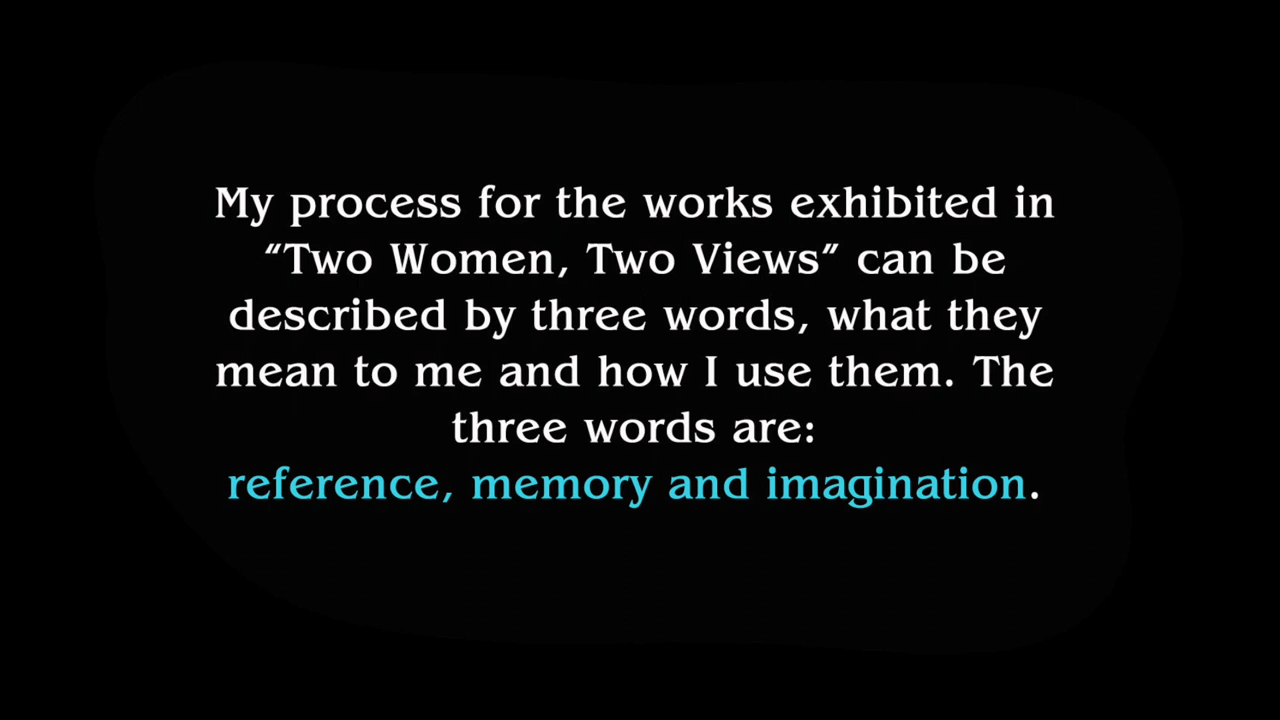 My process for the works exhibited in
“Two Women, Two Views” can be
described by three words, what they
mean to me and how I use them. The
three words are:
reference, memory and imagination.